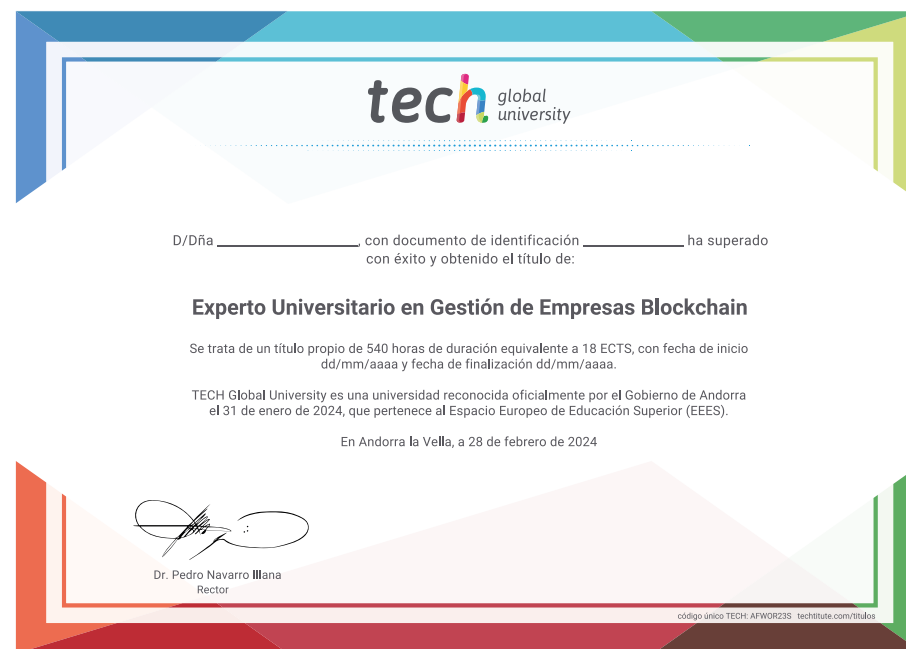 tech global university
D/Dña ____________________, con documento de identificación ______________ ha superado
con éxito y obtenido el título de:
Experto Universitario en Gestión de Empresas Blockchain
Se trata de un título propio de 540 horas de duración equivalente a 18 ECTS, con fecha de inicio
dd/mm/aaaa y fecha de finalización dd/mm/aaaa.
TECH Global University es una universidad reconocida oficialmente por el Gobierno de Andorra
el 31 de enero de 2024, que pertenece al Espacio Europeo de Educación Superior (EEES).
En Andorra la Vella, a 28 de febrero de 2024
Dr. Pedro Navarro Illana
Rector
código único TECH: AFWOR23S techtitute.com/titulos